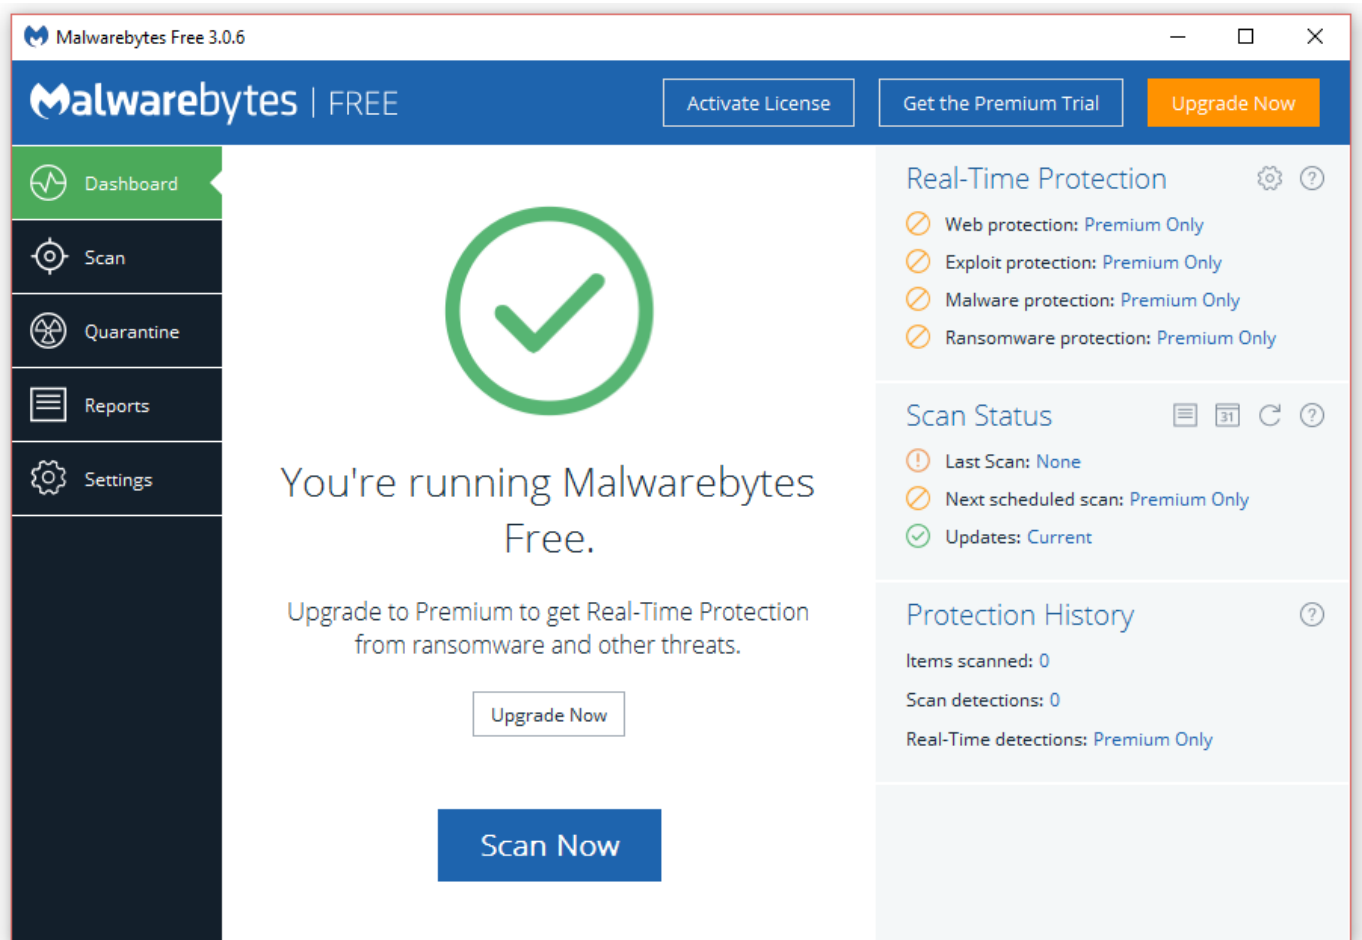 Malwarebytes Free 3.0.6
Malwarebytes | FREE
Activate License
Get the Premium Trial
Upgrade Now
Dashboard
Scan
Quarantine
Reports
Settings
You're running Malwarebytes
Free.
Upgrade to Premium to get Real-Time Protection
from ransomware and other threats.
Upgrade Now
Scan Now
Real-Time Protection
Web protection: Premium Only
Exploit protection: Premium Only
Malware protection: Premium Only
Ransomware protection: Premium Only
Scan Status
31
Last Scan: None
Next scheduled scan: Premium Only
Updates: Current
Protection History
Items scanned: 0
Scan detections: 0
Real-Time detections: Premium Only